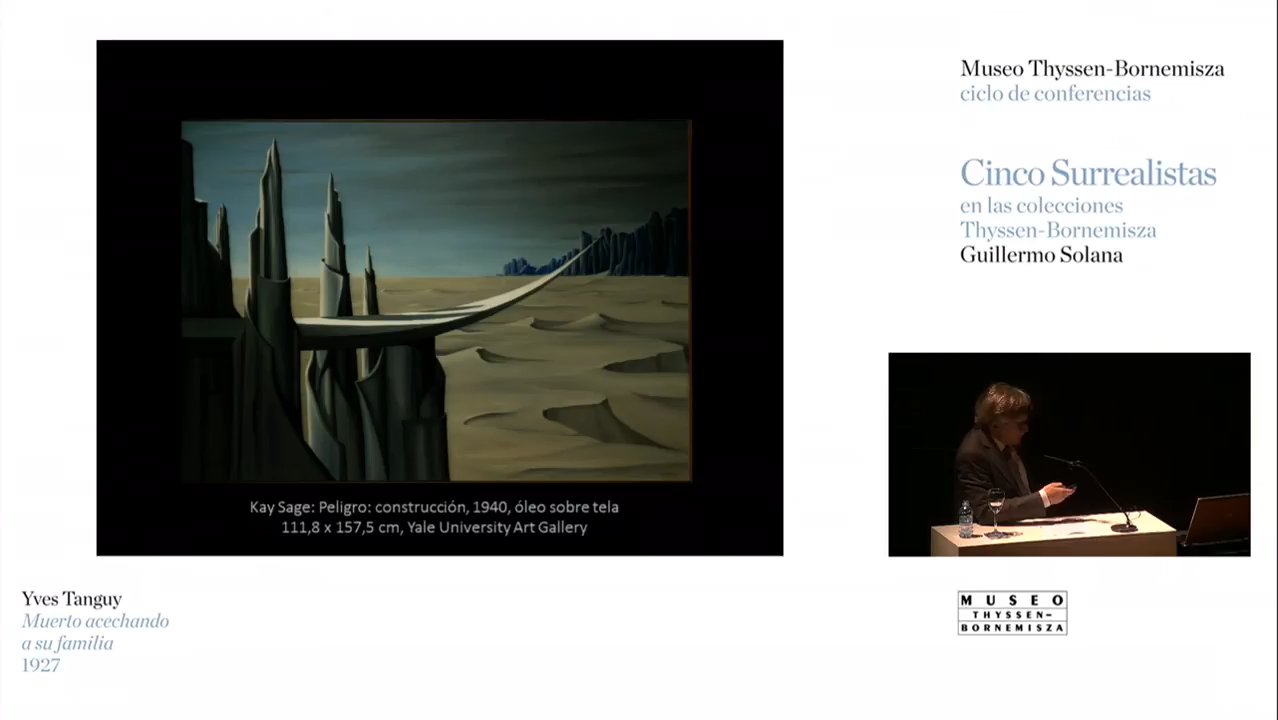 Museo Thyssen-Bornemisza
ciclo de conferencias
Cinco Surrealistas
en las colecciones
Thyssen-Bornemisza
Guillermo Solana
Kay Sage: Peligro: construcción, 1940, óleo sobre tela
111,8 x 157,5 cm, Yale University Art Gallery
Yves Tanguy
Muerto acechando
a su familia
1927
MUSEO
THYSSEN-
BORNEMISZA